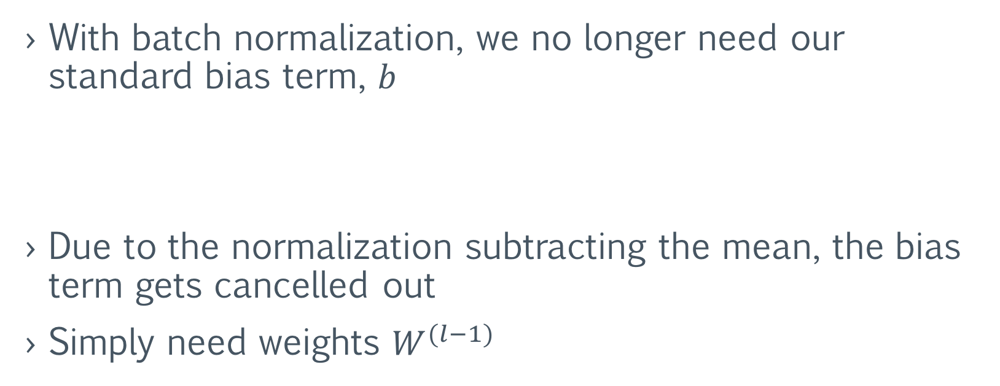 › With batch normalization, we no longer need our
standard bias term, b
› Due to the normalization subtracting the mean, the bias
term gets cancelled out
› Simply need weights W^(l−1)